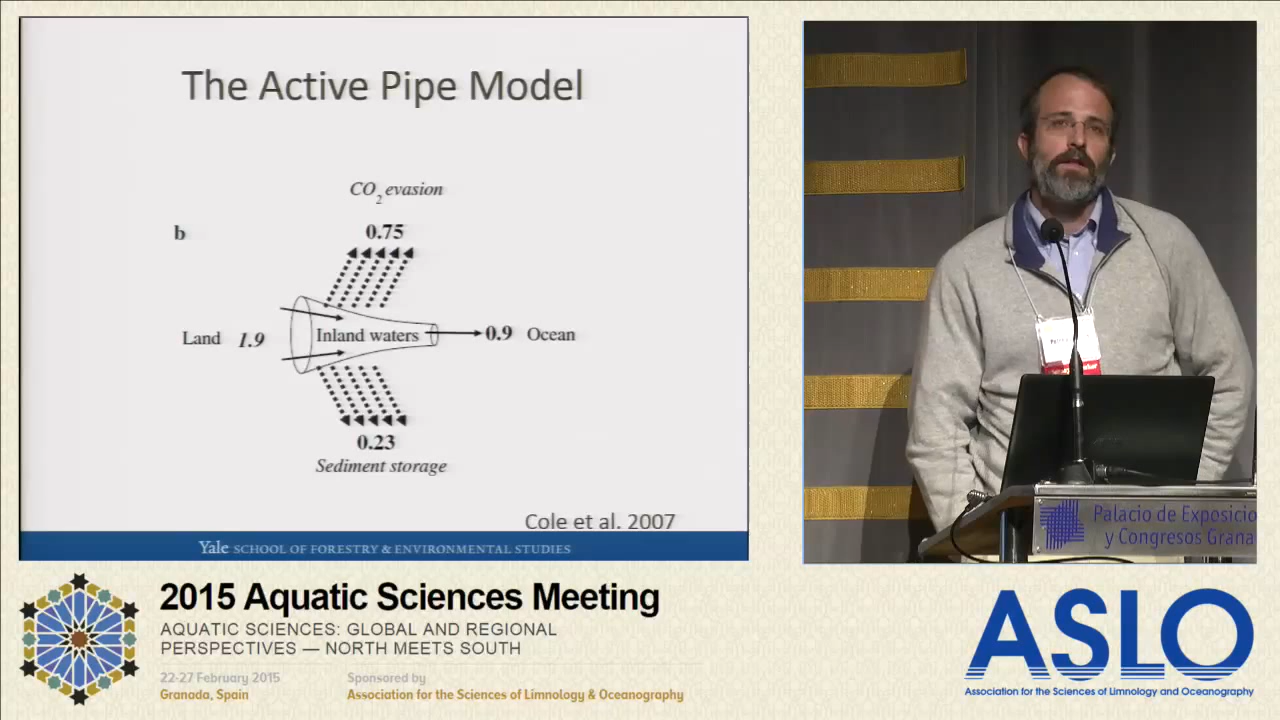 The Active Pipe Model
CO2 evasion
b
0.75
Land 1.9
Inland waters
0.9 Ocean
0.23
Sediment storage
Cole et al. 2007
Yale SCHOOL OF FORESTRY & ENVIRONMENTAL STUDIES
Palacio de Exposicio
y Congresos Grana
2015 Aquatic Sciences Meeting
AQUATIC SCIENCES: GLOBAL AND REGIONAL
PERSPECTIVES — NORTH MEETS SOUTH
22-27 February 2015
Granada, Spain
Sponsored by
Association for the Sciences of Limnology & Oceanography
ASLO
Association for the Sciences of Limnology and Oceanography